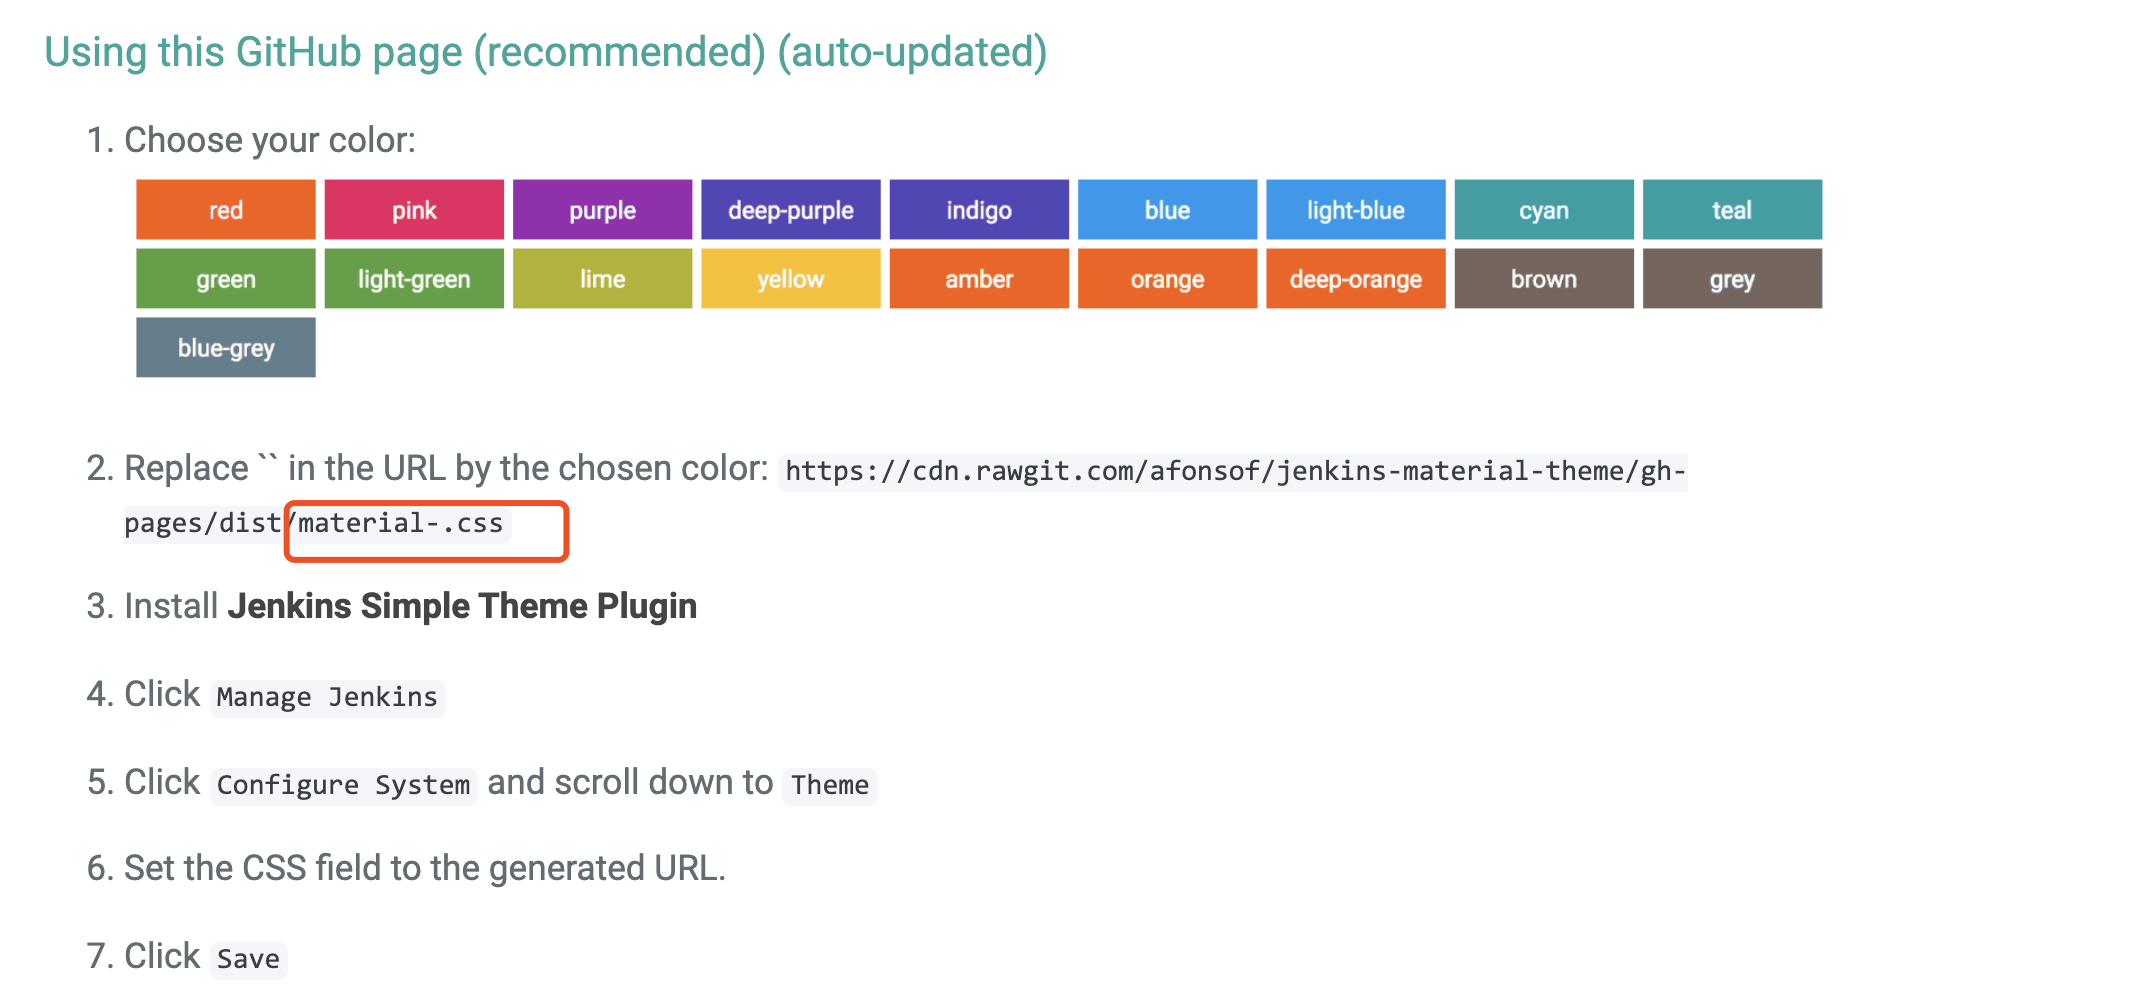 Using this GitHub page (recommended) (auto-updated)
1. Choose your color:
red pink purple deep-purple indigo blue light-blue cyan teal
green light-green lime yellow amber orange deep-orange brown grey
blue-grey
2. Replace `` in the URL by the chosen color: https://cdn.rawgit.com/afonsof/jenkins-material-theme/gh-
pages/dist/material-.css
3. Install Jenkins Simple Theme Plugin
4. Click Manage Jenkins
5. Click Configure System and scroll down to Theme
6. Set the CSS field to the generated URL.
7. Click Save